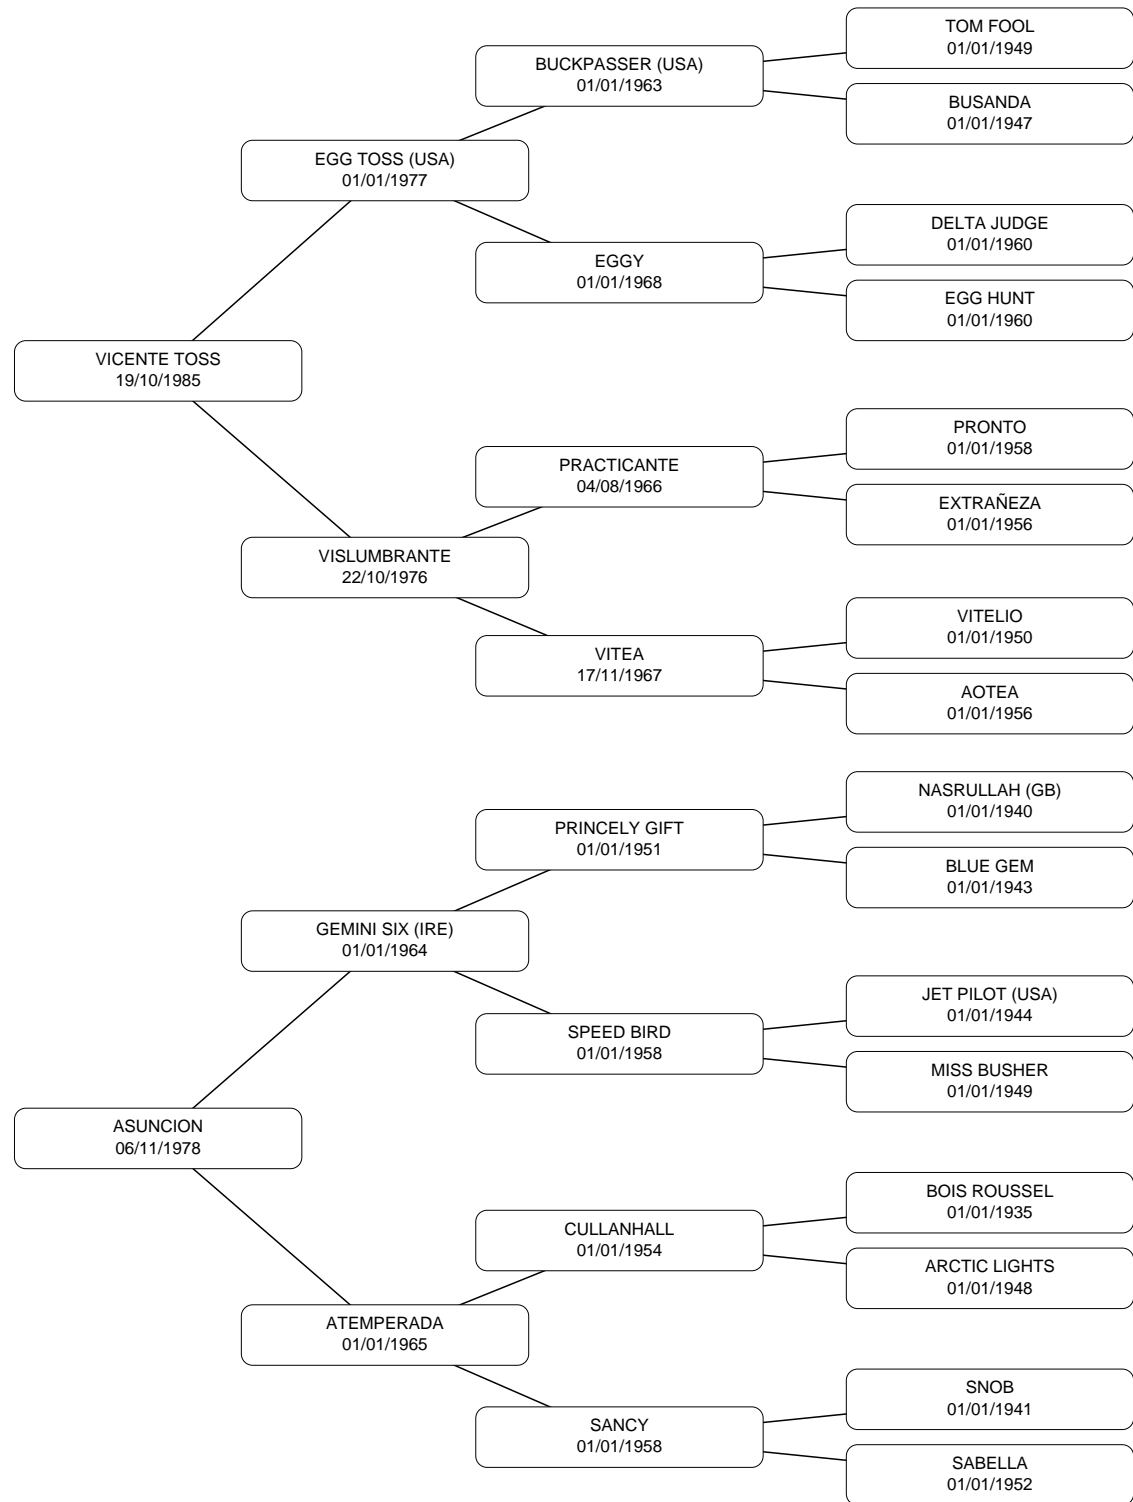 TOM FOOL
01/01/1949
BUCKPASSER (USA)
01/01/1963
BUSANDA
01/01/1947
EGG TOSS (USA)
01/01/1977
DELTA JUDGE
01/01/1960
EGGY
01/01/1968
EGG HUNT
01/01/1960
VICENTE TOSS
19/10/1985
PRONTO
01/01/1958
PRACTICANTE
04/08/1966
EXTRAÑEZA
01/01/1956
VISLUMBRANTE
22/10/1976
VITELIO
01/01/1950
VITEA
17/11/1967
AOTEA
01/01/1956
NASRULLAH (GB)
01/01/1940
PRINCELY GIFT
01/01/1951
BLUE GEM
01/01/1943
GEMINI SIX (IRE)
01/01/1964
JET PILOT (USA)
01/01/1944
SPEED BIRD
01/01/1958
MISS BUSHER
01/01/1949
ASUNCION
06/11/1978
BOIS ROUSSEL
01/01/1935
CULLANHALL
01/01/1954
ARCTIC LIGHTS
01/01/1948
ATEMPERADA
01/01/1965
SNOB
01/01/1941
SANCY
01/01/1958
SABELLA
01/01/1952